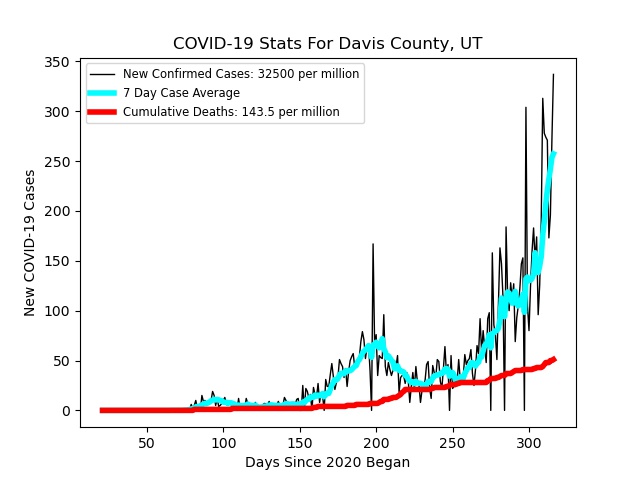 COVID-19 Stats For Davis County, UT
New Confirmed Cases: 32500 per million
7 Day Case Average
Cumulative Deaths: 143.5 per million
New COVID-19 Cases
350
300
250
200
150
100
50
0
50 100 150 200 250 300
Days Since 2020 Began